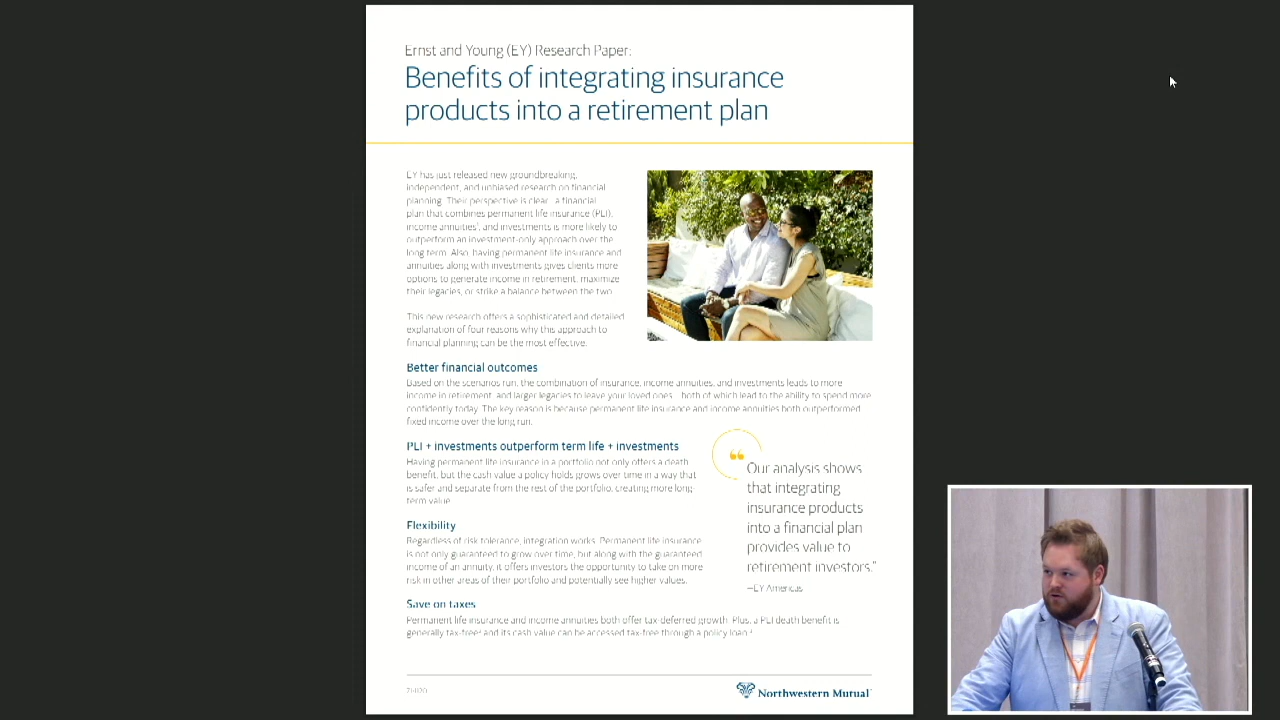 Ernst and Young (EY) Research Paper:
Benefits of integrating insurance
products into a retirement plan
EY has just released new groundbreaking,
independent, and unbiased research on financial
planning. Their perspective is clear—a financial
plan that combines permanent life insurance (PLI),
income annuities¹, and investments is more likely to
outperform an investment-only approach over the
long term. Also, having permanent life insurance and
annuities along with investments gives clients more
options to generate income in retirement, maximize
their legacies, or strike a balance between the two.
This new research offers a sophisticated and detailed
explanation of four reasons why this approach to
financial planning can be the most effective.
Better financial outcomes
Based on the scenarios run, the combination of insurance, income annuities, and investments leads to more
income in retirement, and larger legacies to leave your loved ones—both of which lead to the ability to spend more
confidently today. The key reason is because permanent life insurance and income annuities both outperformed
fixed income over the long run.
PLI + investments outperform term life + investments
Having permanent life insurance in a portfolio not only offers a death
benefit, but the cash value a policy holds grows over time in a way that
is safer and separate from the rest of the portfolio, creating more long-
term value.
Flexibility
Regardless of risk tolerance, integration works. Permanent life insurance
is not only guaranteed to grow over time, but along with the guaranteed
income of an annuity, it offers investors the opportunity to take on more
risk in other areas of their portfolio and potentially see higher values.
“Our analysis shows
that integrating
insurance products
into a financial plan
provides value to
retirement investors.”
—EY Americas
Save on taxes
Permanent life insurance and income annuities both offer tax-deferred growth. Plus, a PLI death benefit is
generally tax-free² and its cash value can be accessed tax-free through a policy loan.³
Northwestern Mutual